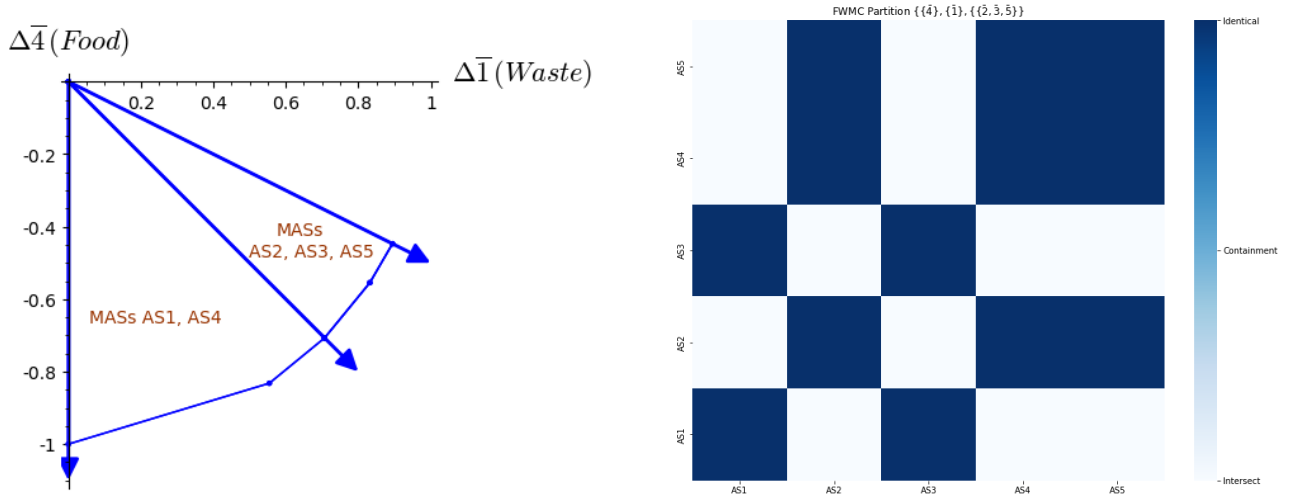 Δ4̅ (Food)
Δ1̅ (Waste)
0.2 0.4 0.6 0.8 1
-0.2
-0.4
-0.6
-0.8
-1
MASs
AS2, AS3, AS5
MASs AS1, AS4
FWMC Partition {{4̄}, {1̄}, {{2̄, 3̄, 5̄}}
AS5
AS4
AS3
AS2
AS1
AS1 AS2 AS3 AS4 AS5
Identical
Containment
Intersect